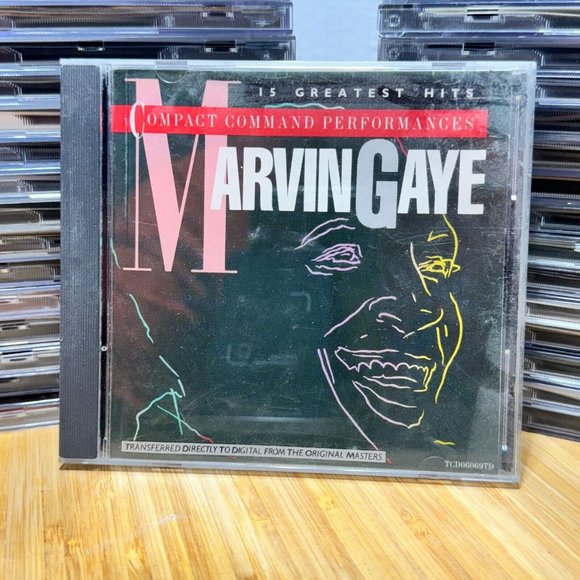 15 GREATEST HITS
COMPACT COMMAND PERFORMANCES
MARVIN GAYE
TRANSFERRED DIRECTLY TO DIGITAL FROM THE ORIGINAL MASTERS
TCD06069TD